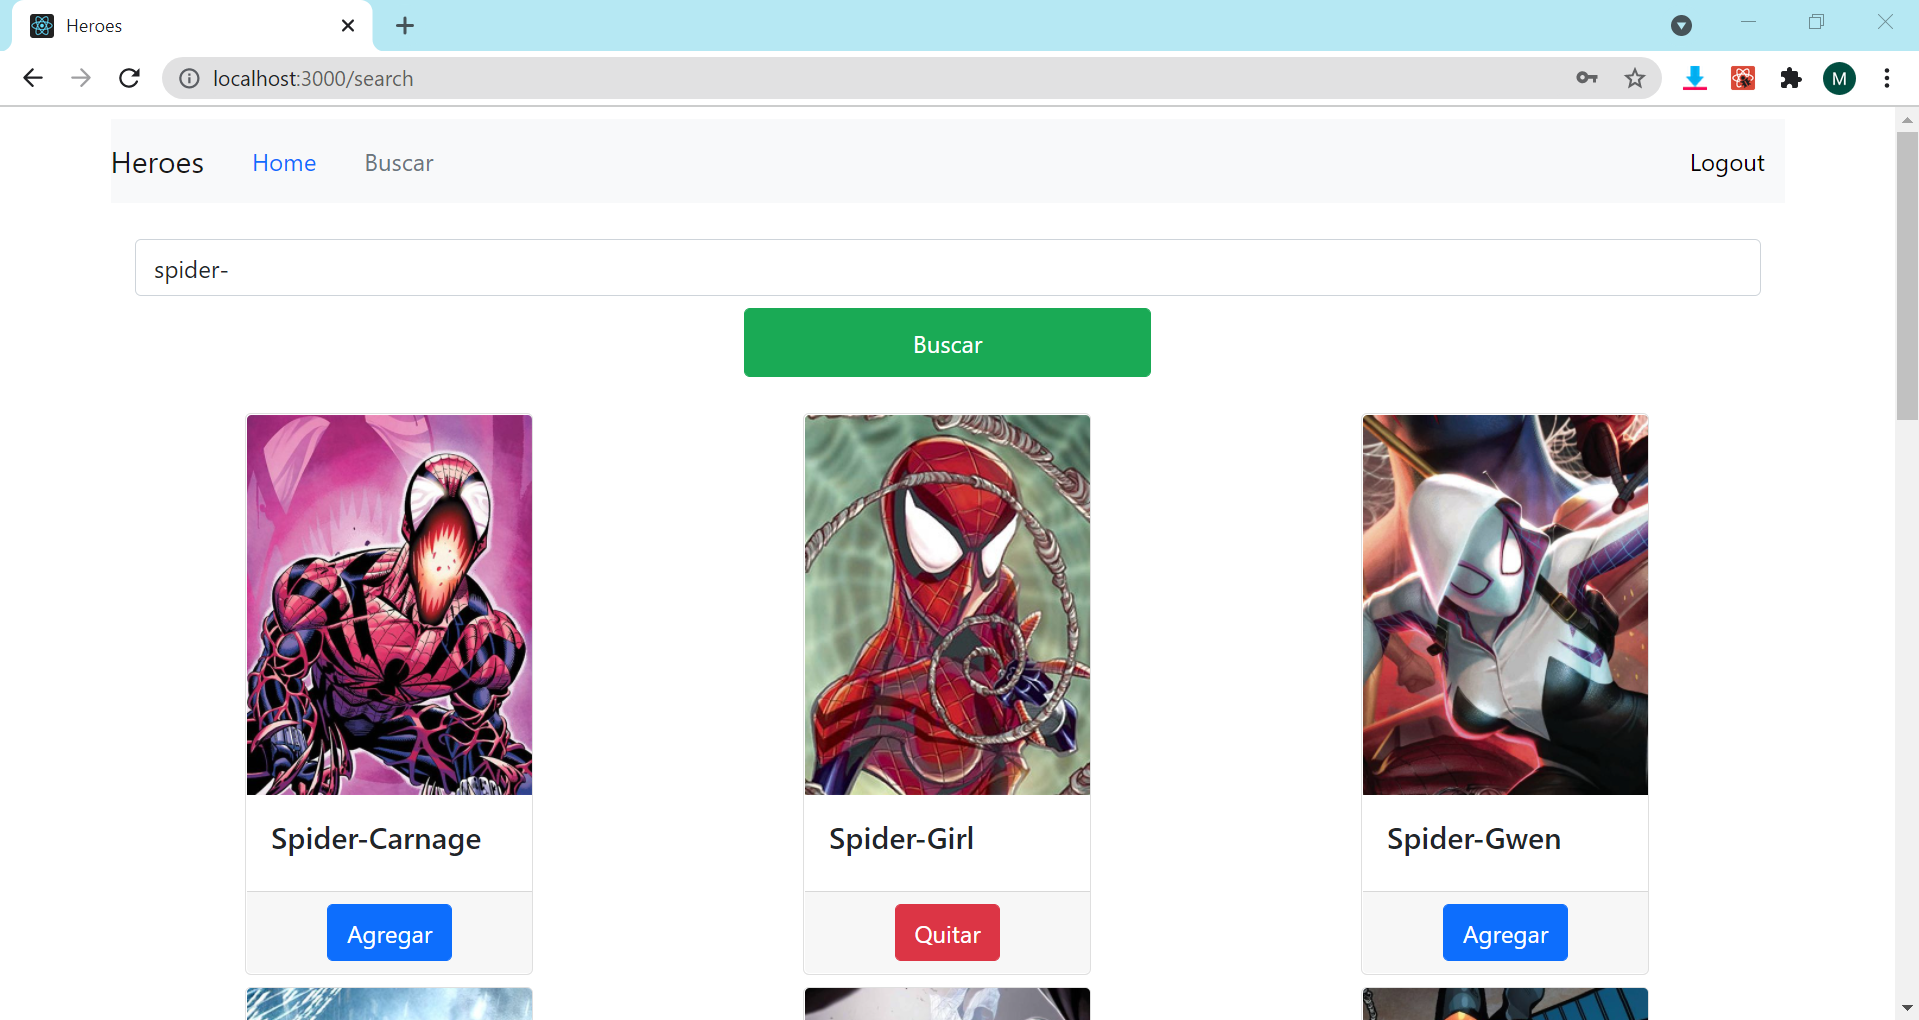 Heroes
localhost:3000/search
M
Heroes Home Buscar Logout
spider-
Buscar
Spider-Carnage Spider-Girl Spider-Gwen
Agregar Quitar Agregar